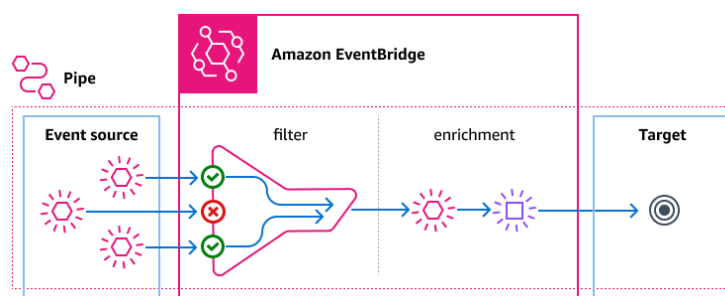 Amazon EventBridge
Pipe
Event source
filter
enrichment
Target